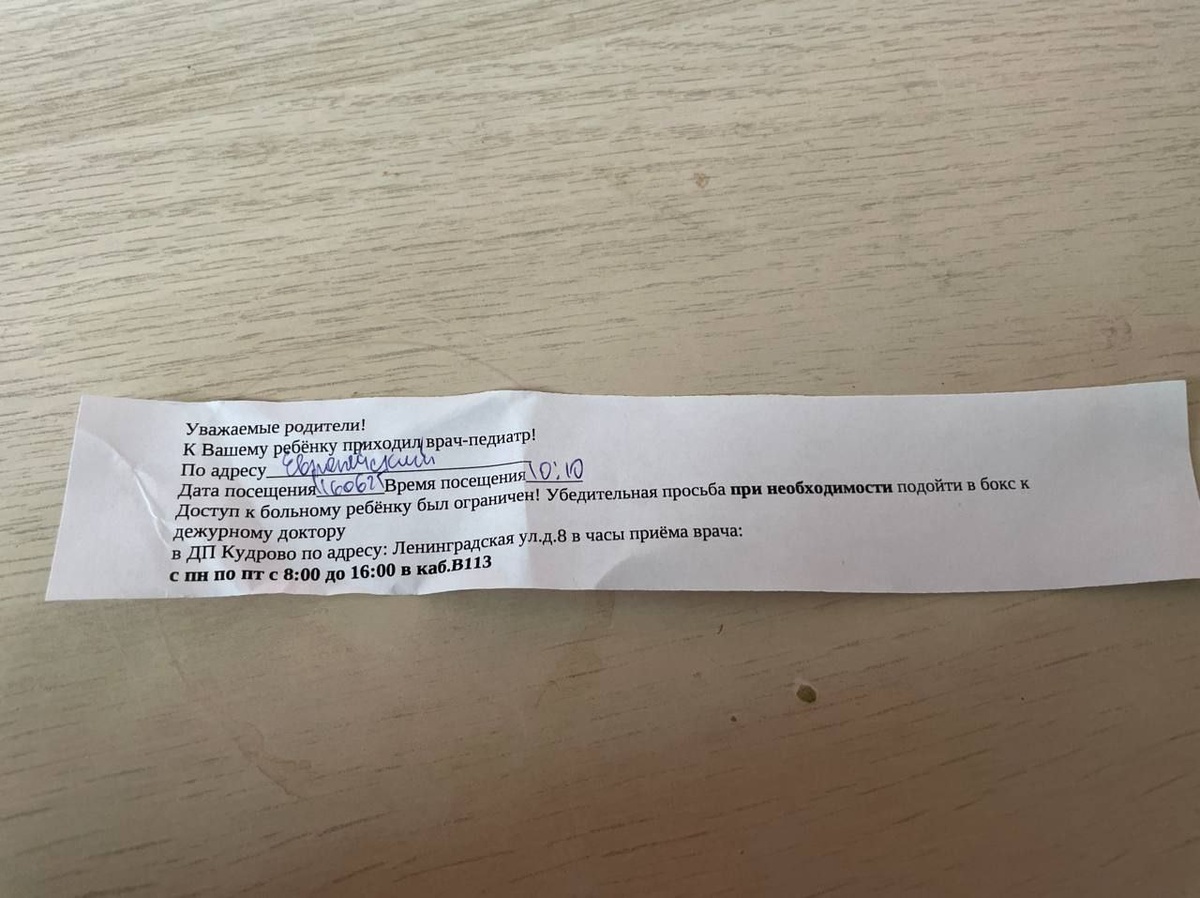 Уважаемые родители!
К Вашему ребёнку приходил врач-педиатр!
По адресу Европейский
Дата посещения 160625 Время посещения 10:10
Доступ к больному ребёнку был ограничен! Убедительная просьба при необходимости подойти в бокс к
дежурному доктору
в ДП Кудрово по адресу: Ленинградская ул.д.8 в часы приёма врача:
с пн по пт с 8:00 до 16:00 в каб.В113